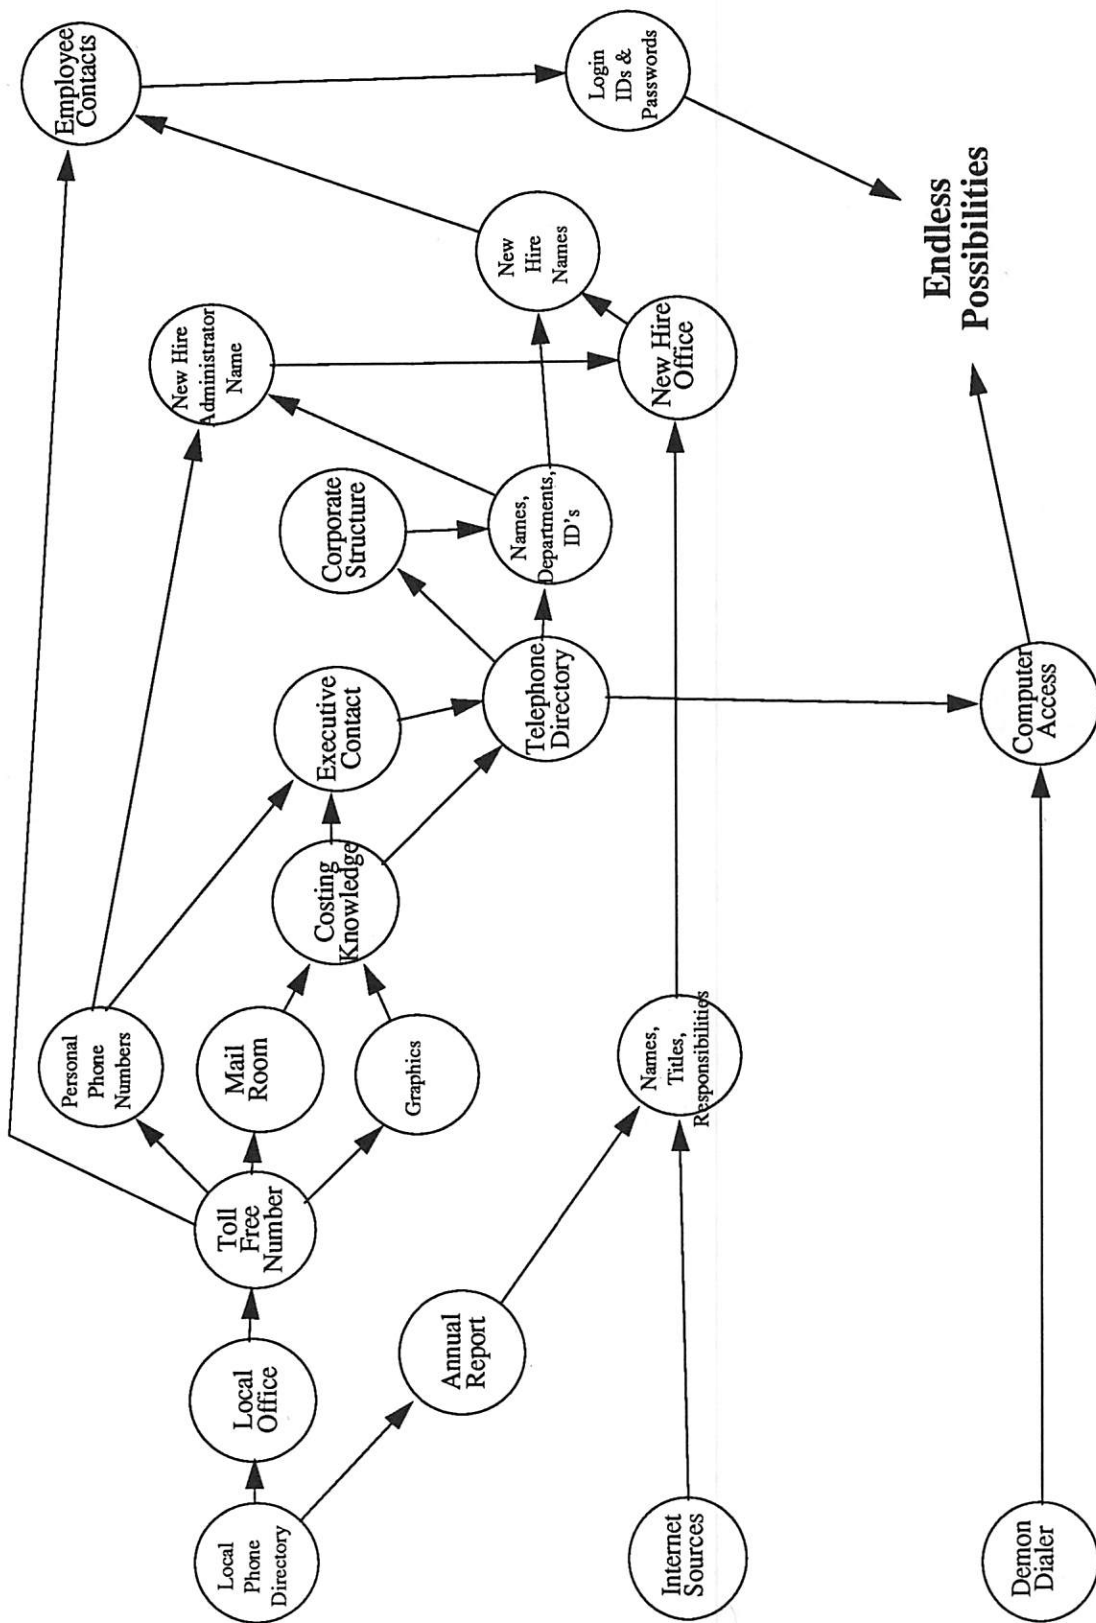 Local
Phone
Directory
Local
Office
Toll
Free
Number
Personal
Phone
Numbers
Mail
Room
Graphics
Costing
Knowledge
Executive
Contact
Telephone
Directory
Corporate
Structure
Names,
Departments,
ID's
New Hire
Administrator
Name
New
Hire
Names
New Hire
Office
Employee
Contacts
Login
IDs &
Passwords
Annual
Report
Internet
Sources
Names,
Titles,
Responsibilities
Demon
Dialer
Computer
Access
Endless
Possibilities